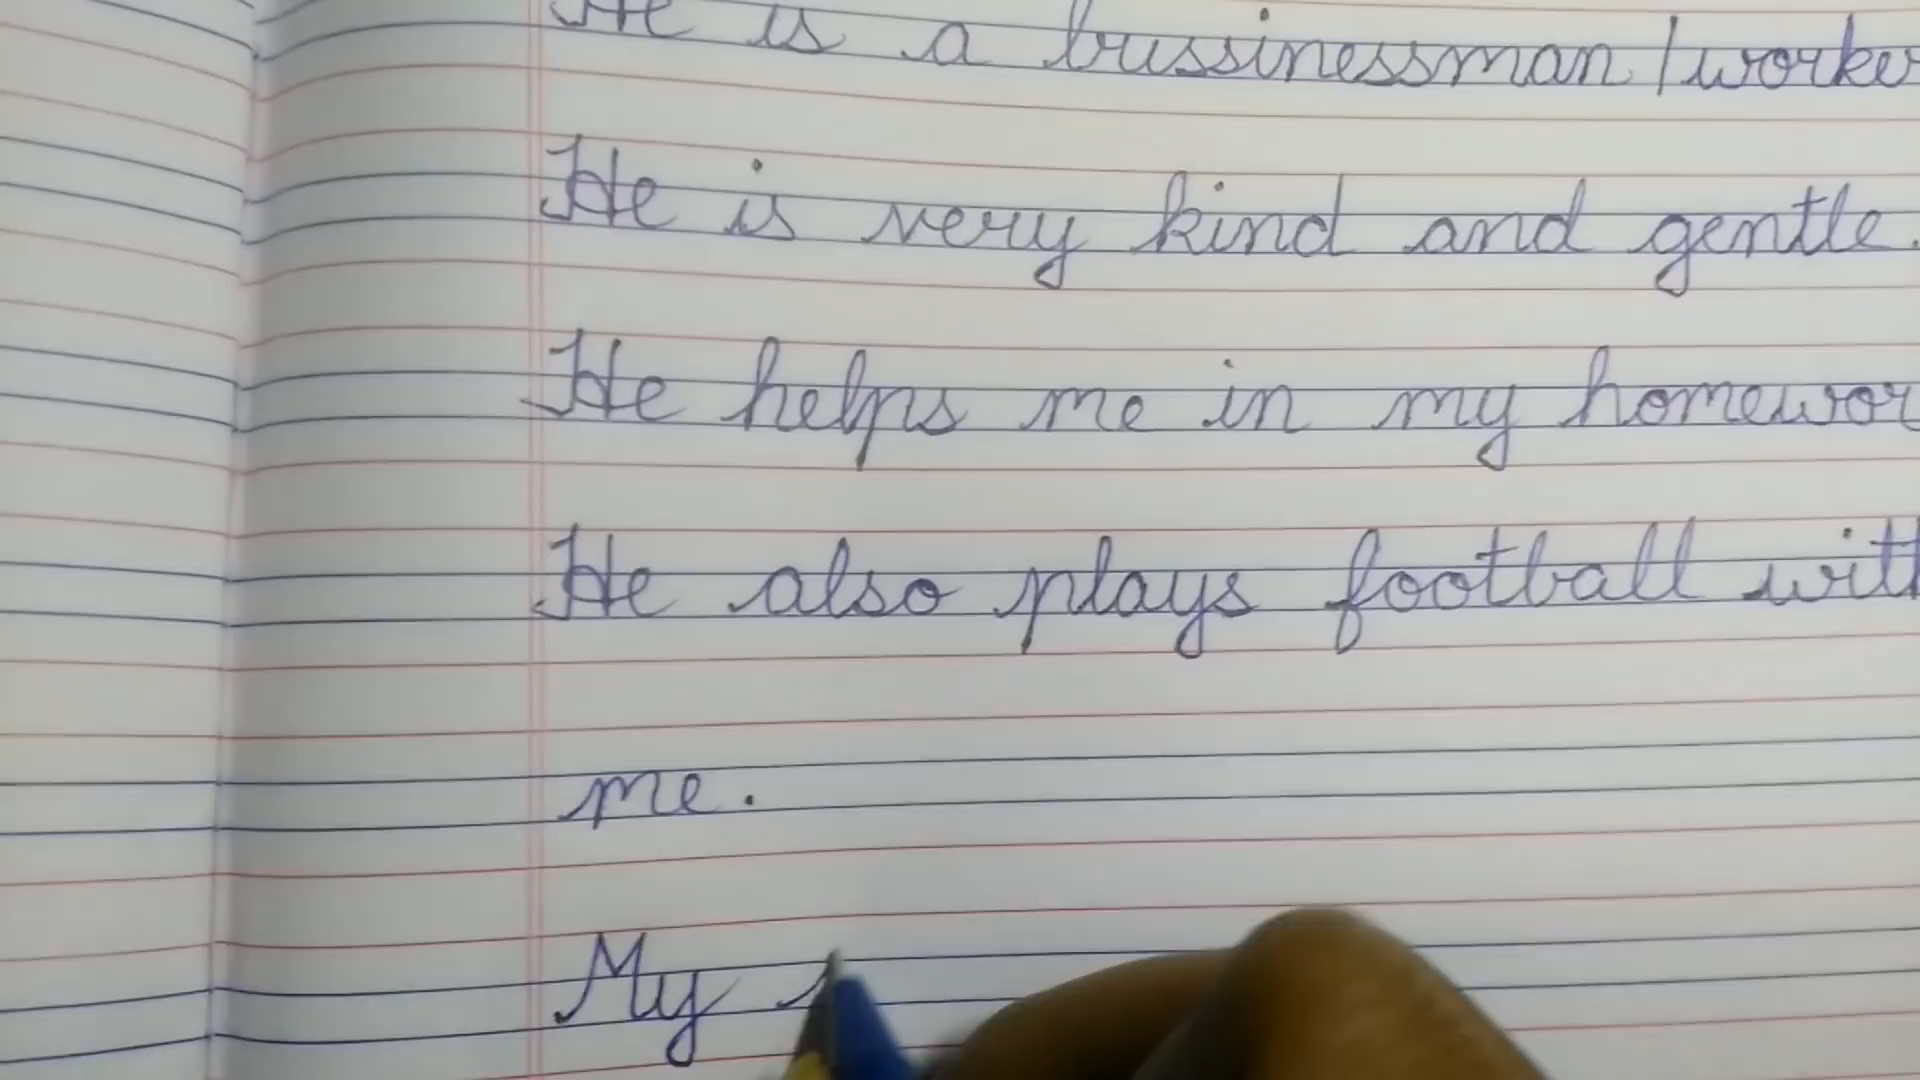 He is a bussinessman / worker
He is very kind and gentle.
He helps me in my homewor
He also plays football with
me.
My